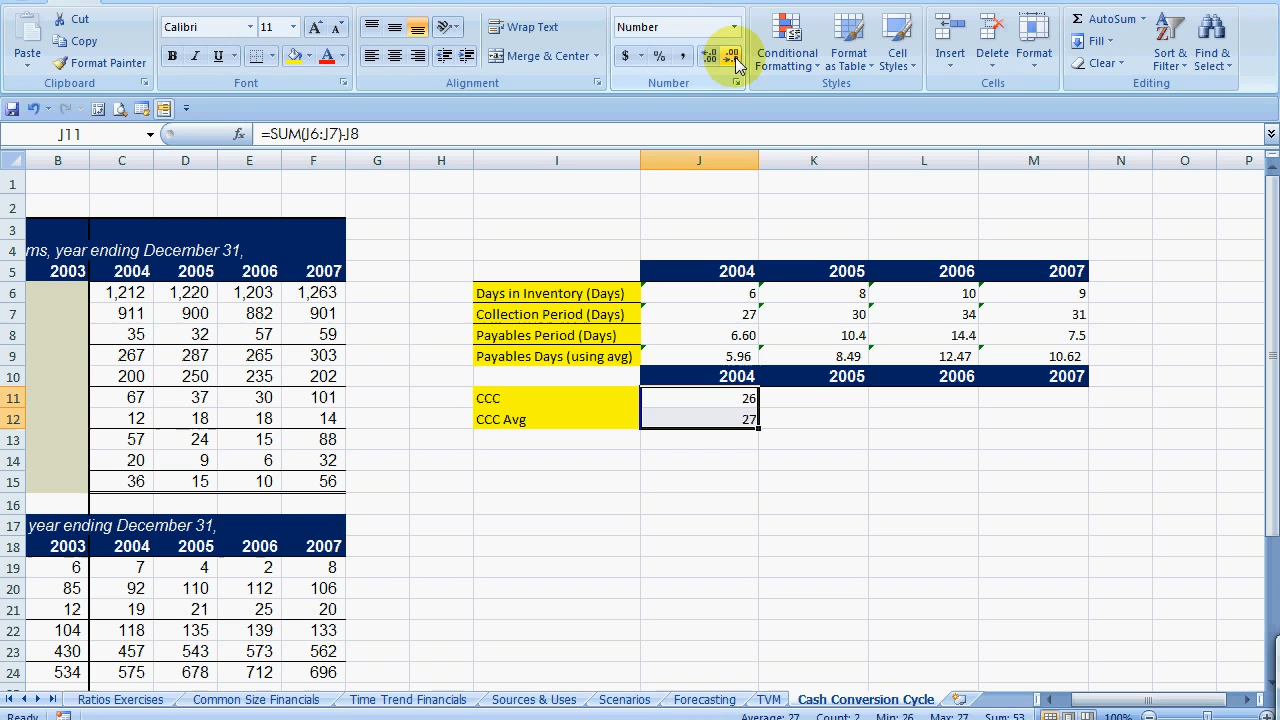 Paste
Cut
Copy
Format Painter
Clipboard
Calibri 11 A A
B I U A
Font
Wrap Text
Merge & Center
Alignment
Number
$ % , .0 .00 .00 .0
Number
Conditional Formatting
Format as Table
Cell Styles
Styles
Insert
Delete
Format
Cells
Σ AutoSum
Fill
Clear
Sort & Filter
Find & Select
Editing
J11 fx =SUM(J6:J7)-J8
B C D E F G H I J K L M N O P
1
2
3
4 ms, year ending December 31,
5 2003 2004 2005 2006 2007 2004 2005 2006 2007
6 1,212 1,220 1,203 1,263 Days in Inventory (Days) 6 8 10 9
7 911 900 882 901 Collection Period (Days) 27 30 34 31
8 35 32 57 59 Payables Period (Days) 6.60 10.4 14.4 7.5
9 267 287 265 303 Payables Days (using avg) 5.96 8.49 12.47 10.62
10 200 250 235 202 2004 2005 2006 2007
11 67 37 30 101 CCC 26
12 12 18 18 14 CCC Avg 27
13 57 24 15 88
14 20 9 6 32
15 36 15 10 56
16
17 year ending December 31,
18 2003 2004 2005 2006 2007
19 6 7 4 2 8
20 85 92 110 112 106
21 12 19 21 25 20
22 104 118 135 139 133
23 430 457 543 573 562
24 534 575 678 712 696
Ratios Exercises Common Size Financials Time Trend Financials Sources & Uses Scenarios Forecasting TVM Cash Conversion Cycle
Ready Average: 27 Count: 2 Min: 26 Max: 27 Sum: 53 100%